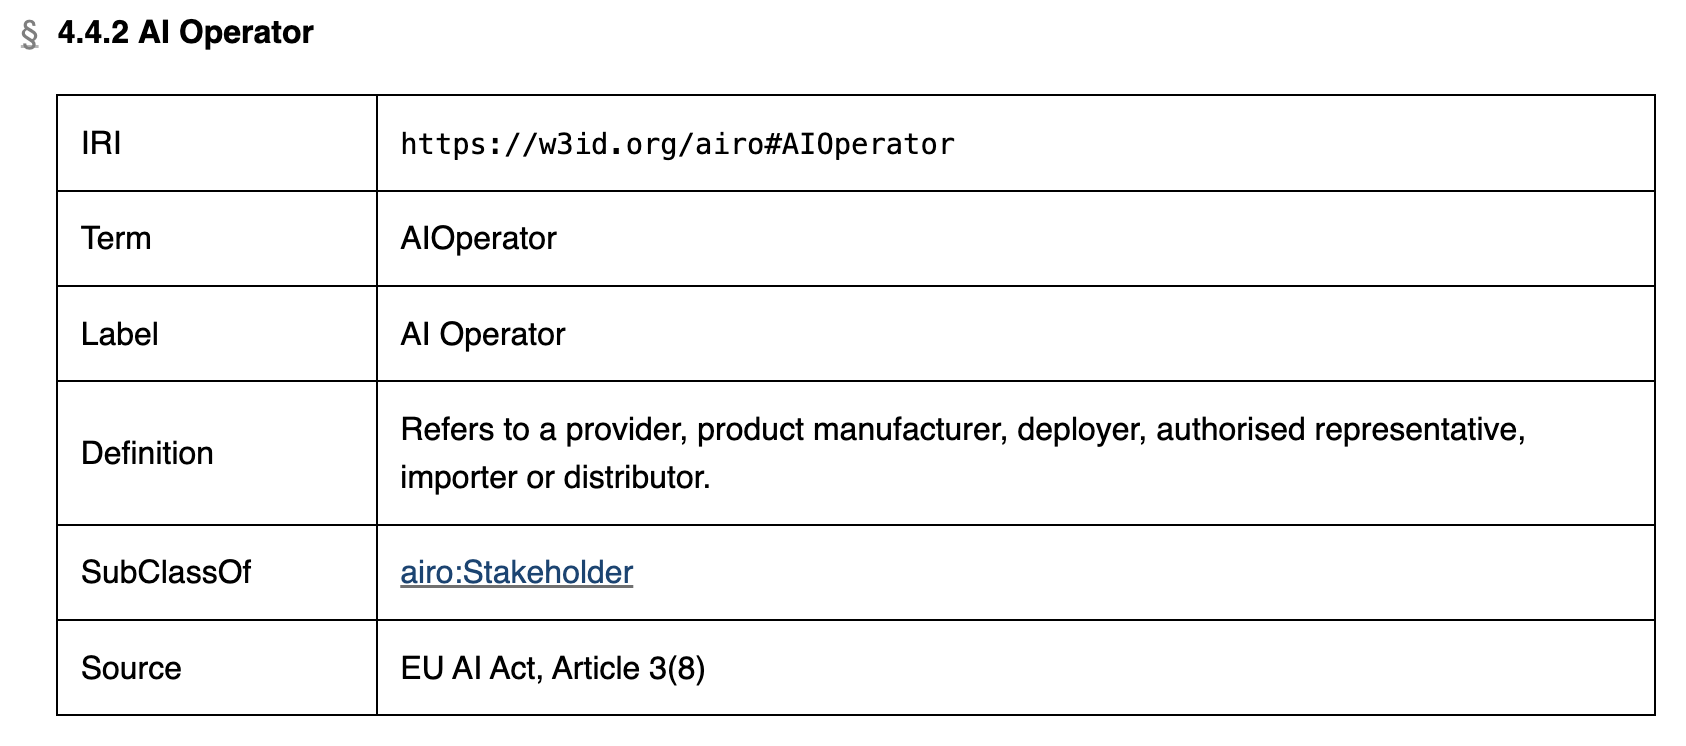 § 4.4.2 AI Operator
IRI https://w3id.org/airo#AIOperator
Term AIOperator
Label AI Operator
Definition Refers to a provider, product manufacturer, deployer, authorised representative,
importer or distributor.
SubClassOf airo:Stakeholder
Source EU AI Act, Article 3(8)